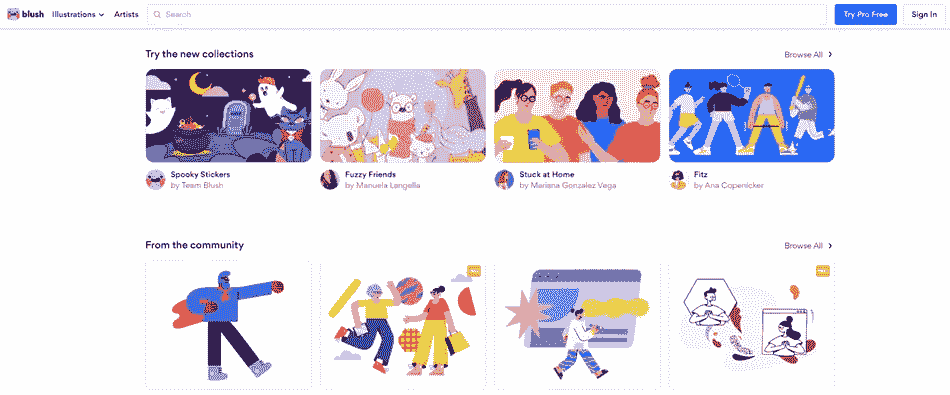 blush Illustrations Artists Search Try Pro Free Sign In
Try the new collections Browse All
Spooky Stickers
by Team Blush
Fuzzy Friends
by Manuela Langella
Stuck at Home
by Mariana Gonzalez Vega
Fitz
by Ana Copenicker
From the community Browse All